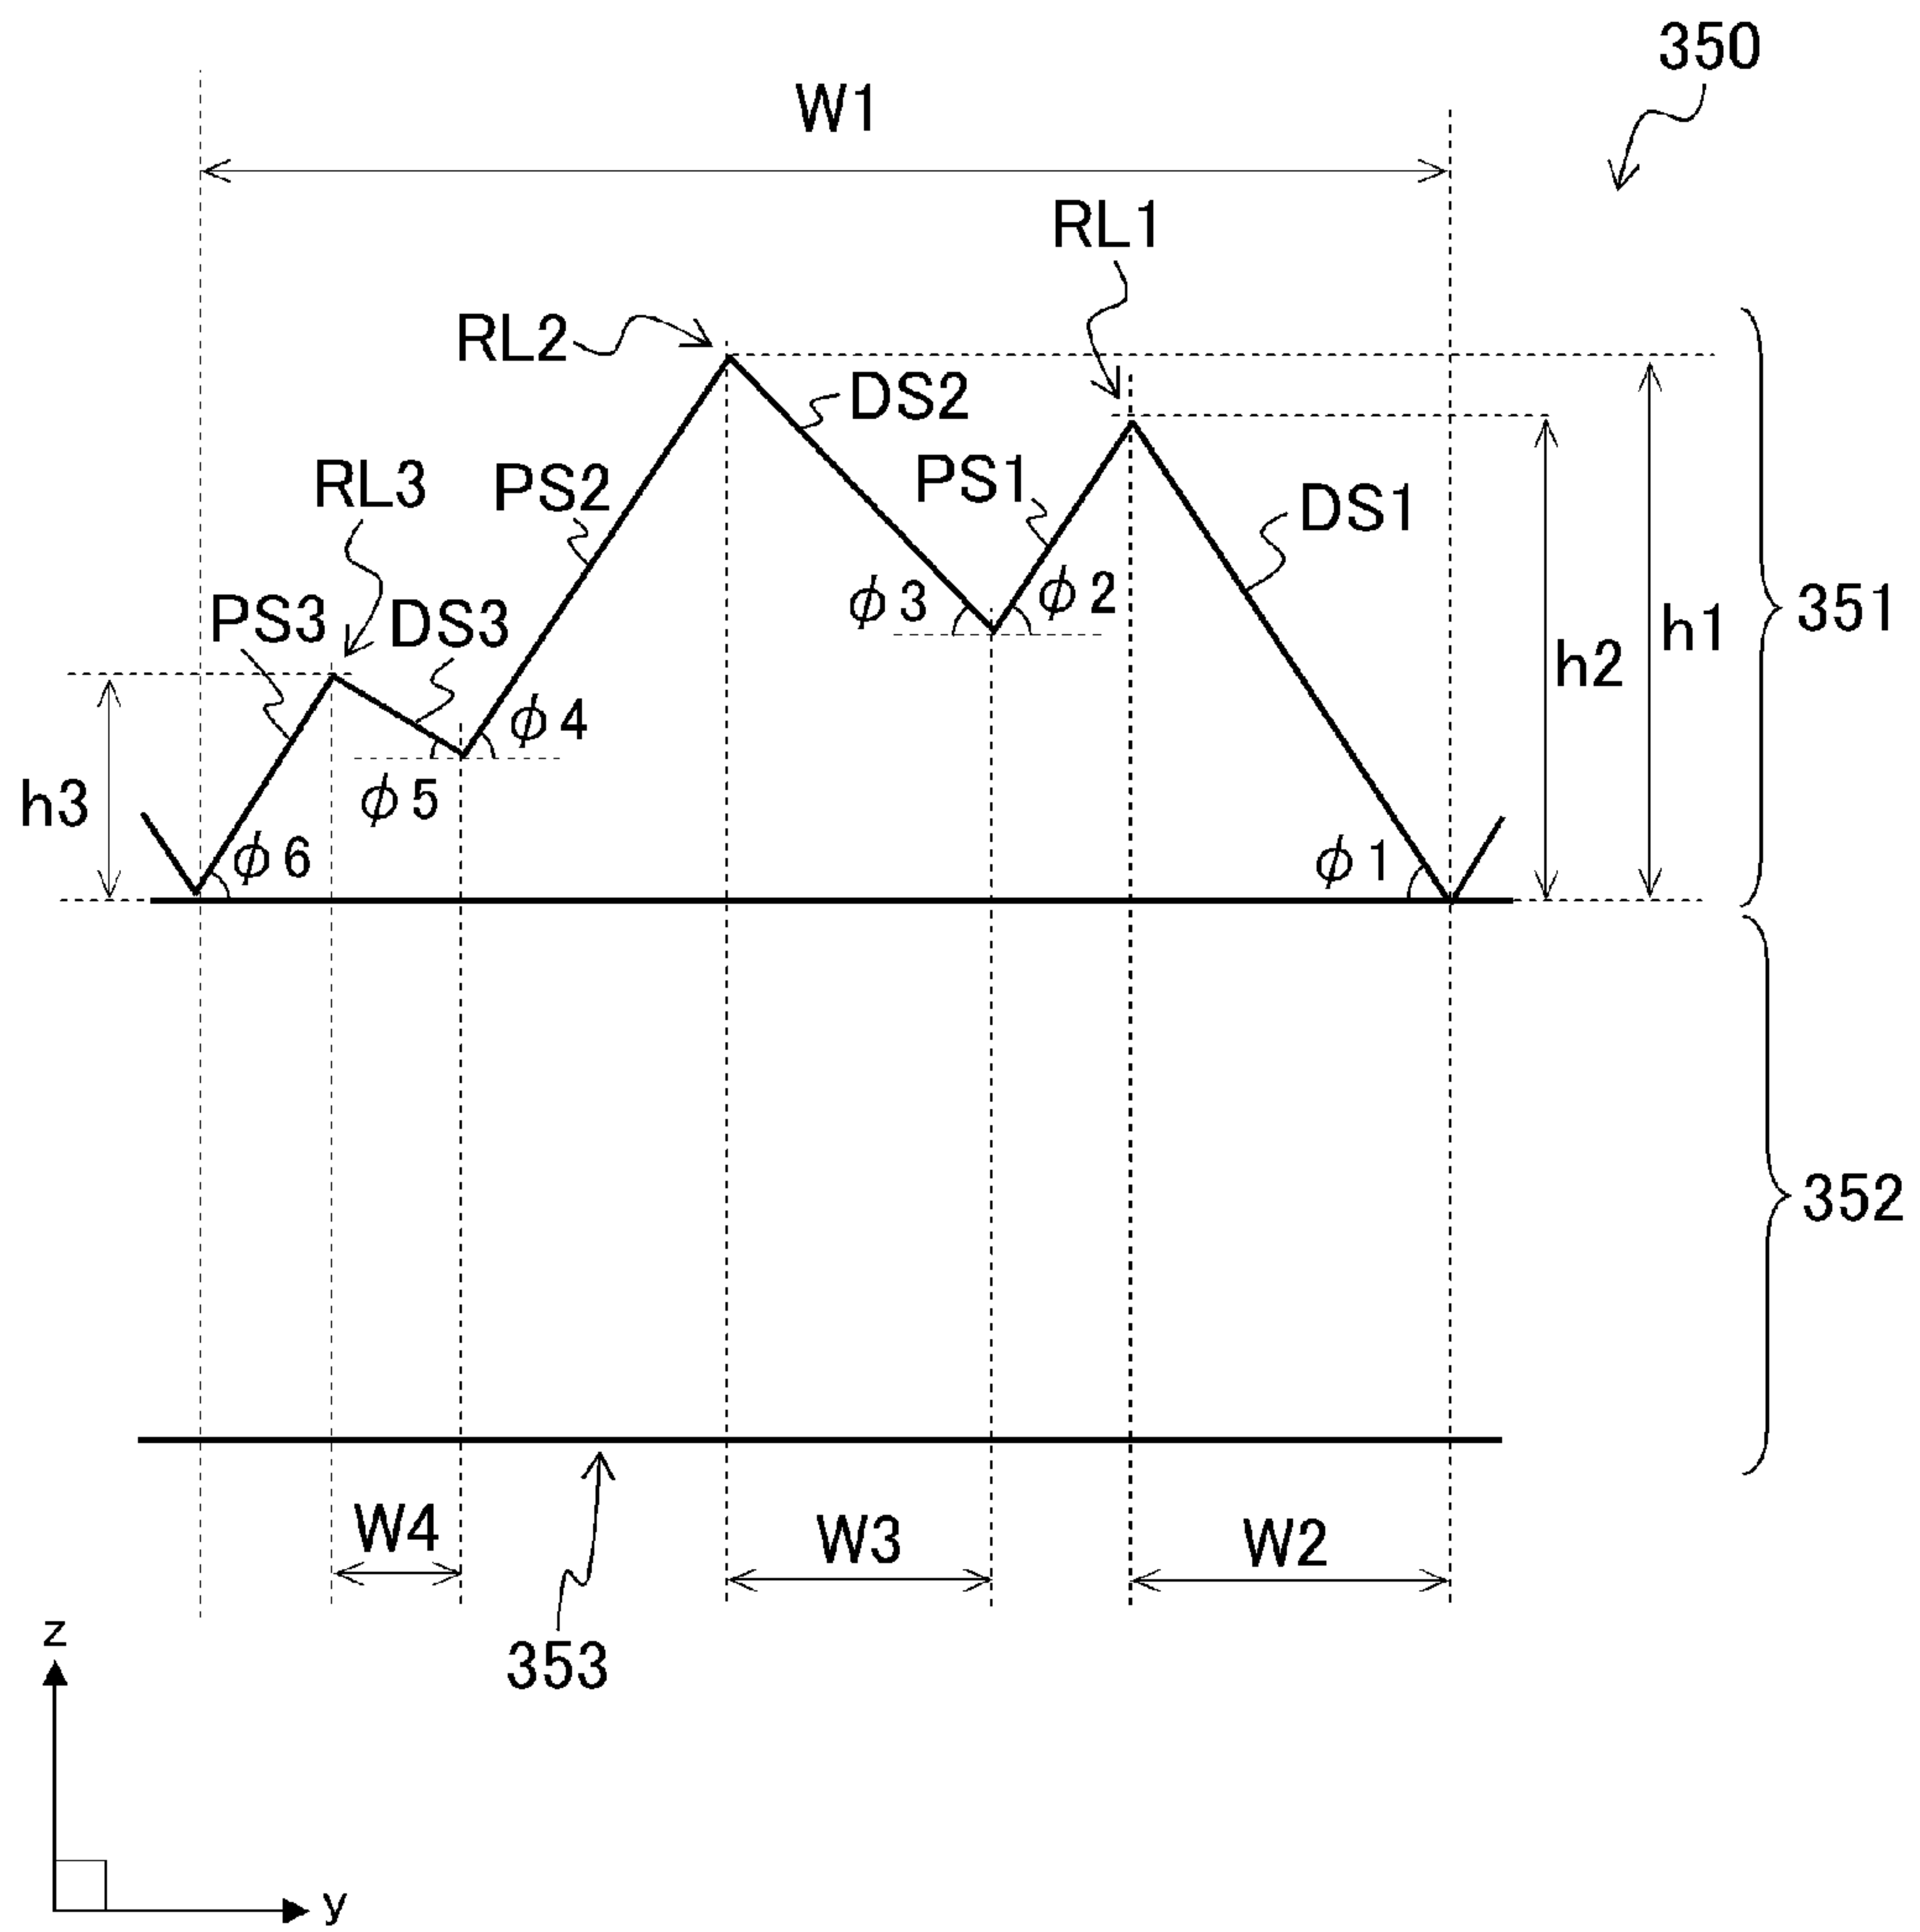 350
W1
RL1
RL2
DS2
RL3
PS2
PS1
DS1
PS3
DS3
φ3
φ2
351
h1
h2
φ4
h3
φ5
φ6
φ1
352
W4
W3
W2
353
z
y